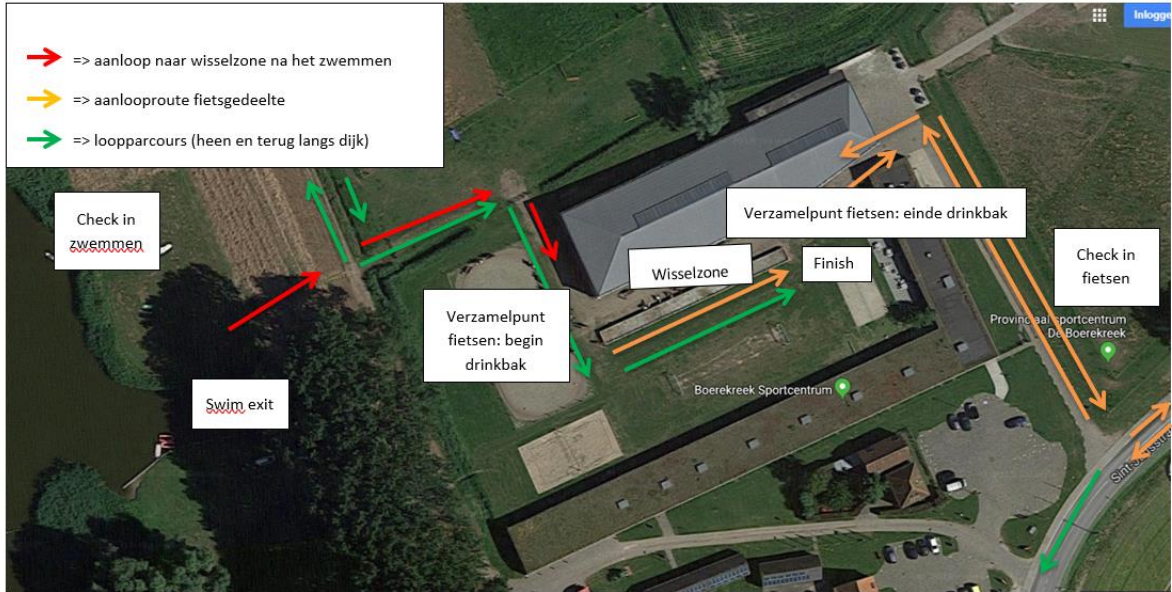 Inlogge
=> aanloop naar wisselzone na het zwemmen
=> aanlooproute fietsgedeelte
=> loopparcours (heen en terug langs dijk)
Check in
zwemmen
Verzamelpunt fietsen: einde drinkbak
Wisselzone
Finish
Check in
fietsen
Verzamelpunt
fietsen: begin
drinkbak
Provinciaal sportcentrum
De Boerekreek
Boerekreek Sportcentrum
Swim exit